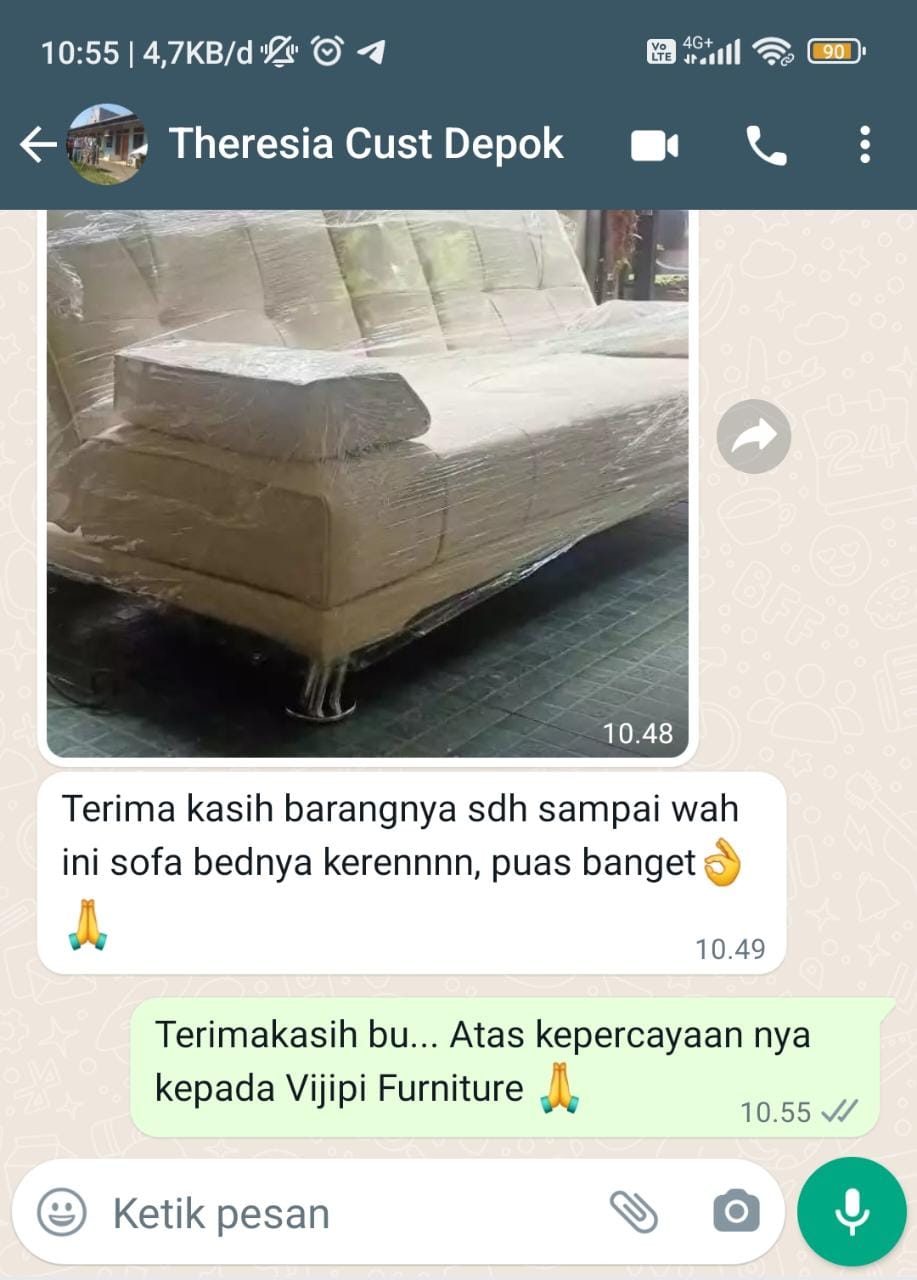 10:55 | 4,7KB/d
Vo LTE 4G+ 90
Theresia Cust Depok
10.48
Terima kasih barangnya sdh sampai wah
ini sofa bednya kerennnn, puas banget👌
🙏
10.49
Terimakasih bu... Atas kepercayaan nya
kepada Vijipi Furniture 🙏
10.55
Ketik pesan